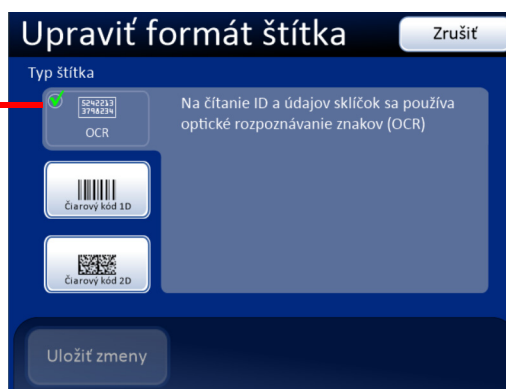 Upraviť formát štítka
Zrušiť
Typ štítka
5242213
3798234
OCR
Na čítanie ID a údajov sklíčok sa používa
optické rozpoznávanie znakov (OCR)
Čiarový kód 1D
Čiarový kód 2D
Uložiť zmeny